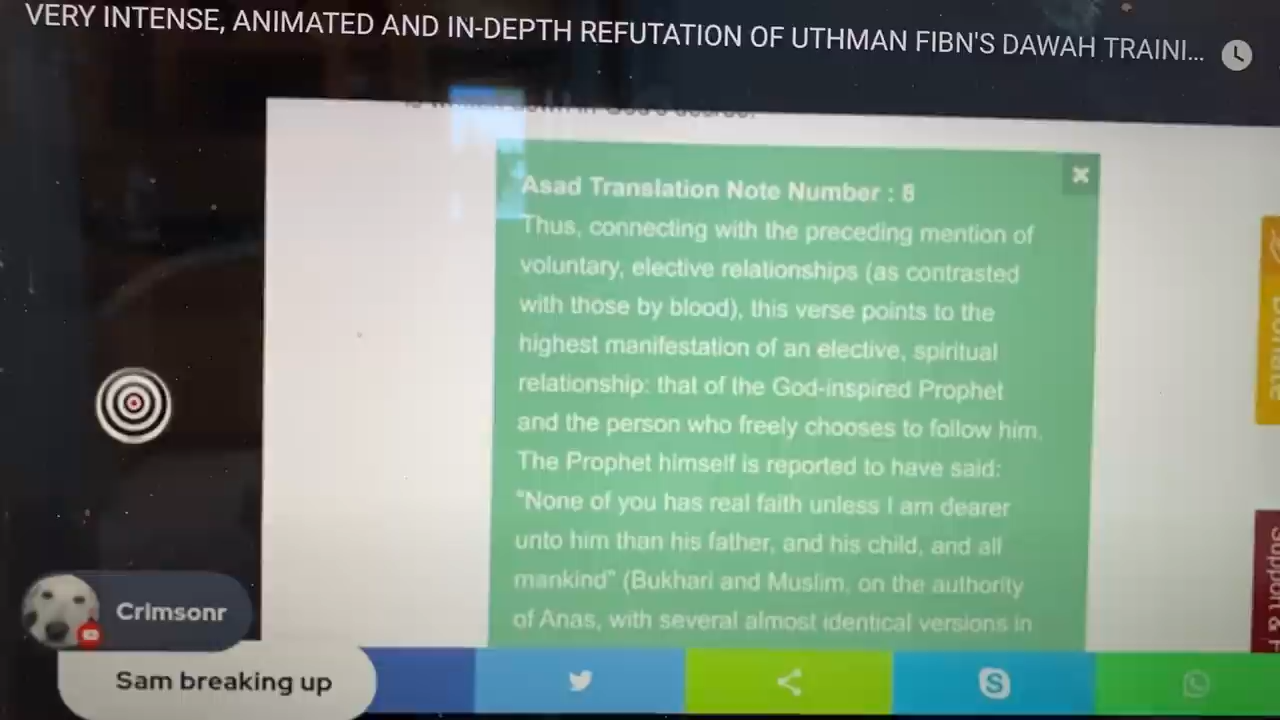 VERY INTENSE, ANIMATED AND IN-DEPTH REFUTATION OF UTHMAN FIBN'S DAWAH TRAINI...
Asad Translation Note Number : 8
Thus, connecting with the preceding mention of
voluntary, elective relationships (as contrasted
with those by blood), this verse points to the
highest manifestation of an elective, spiritual
relationship: that of the God-inspired Prophet
and the person who freely chooses to follow him.
The Prophet himself is reported to have said:
"None of you has real faith unless I am dearer
unto him than his father, and his child, and all
mankind" (Bukhari and Muslim, on the authority
of Anas, with several almost identical versions in
Donate
Support &
Crlmsonr
Sam breaking up